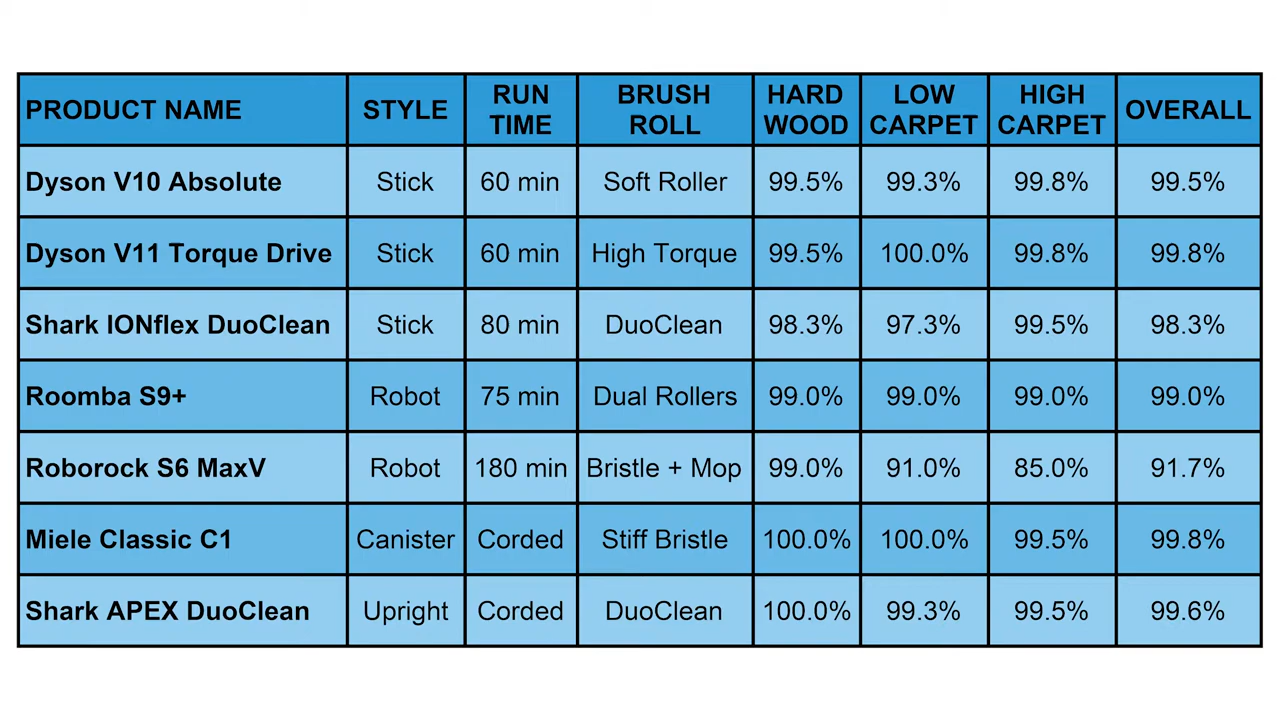 PRODUCT NAME STYLE RUN TIME BRUSH ROLL HARD WOOD LOW CARPET HIGH CARPET OVERALL
Dyson V10 Absolute Stick 60 min Soft Roller 99.5% 99.3% 99.8% 99.5%
Dyson V11 Torque Drive Stick 60 min High Torque 99.5% 100.0% 99.8% 99.8%
Shark IONflex DuoClean Stick 80 min DuoClean 98.3% 97.3% 99.5% 98.3%
Roomba S9+ Robot 75 min Dual Rollers 99.0% 99.0% 99.0% 99.0%
Roborock S6 MaxV Robot 180 min Bristle + Mop 99.0% 91.0% 85.0% 91.7%
Miele Classic C1 Canister Corded Stiff Bristle 100.0% 100.0% 99.5% 99.8%
Shark APEX DuoClean Upright Corded DuoClean 100.0% 99.3% 99.5% 99.6%